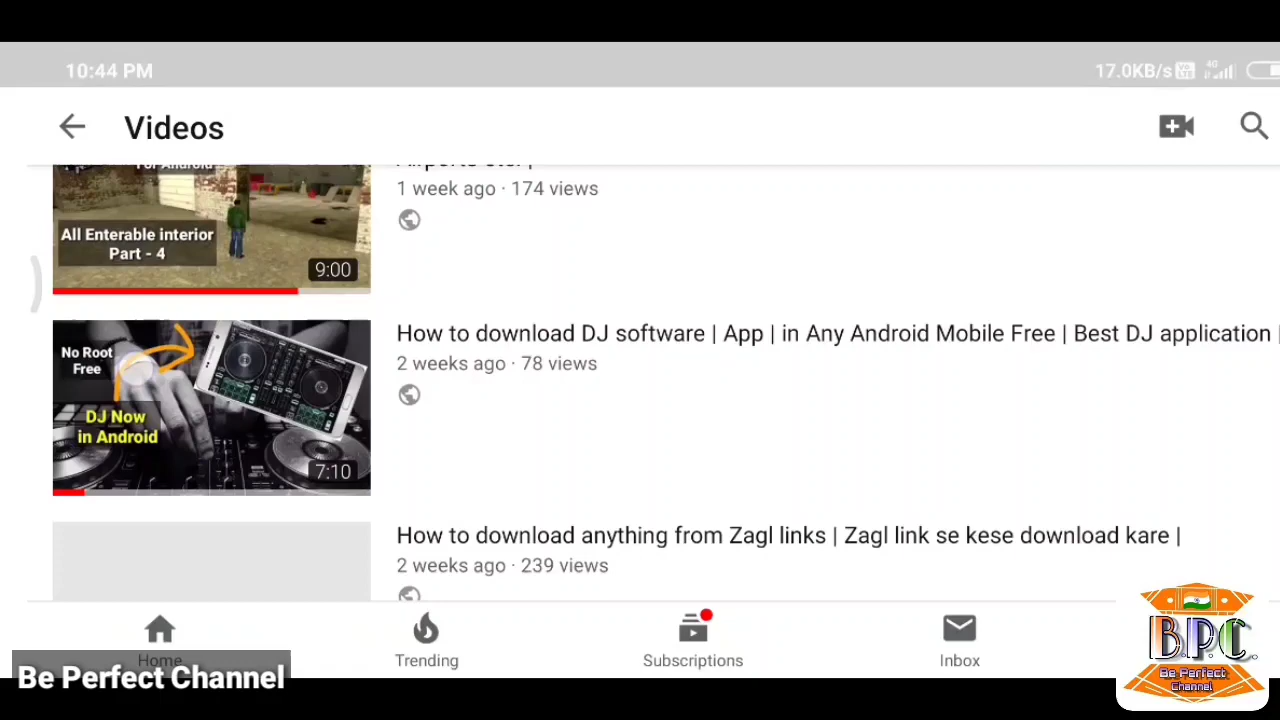 10:44 PM
17.0KB/s
4G
Videos
For Android
All Enterable interior
Part - 4
9:00
1 week ago · 174 views
No Root
Free
DJ Now
in Android
7:10
How to download DJ software | App | in Any Android Mobile Free | Best DJ application |
2 weeks ago · 78 views
How to download anything from Zagl links | Zagl link se kese download kare |
2 weeks ago · 239 views
Home
Trending
Subscriptions
Inbox
Be Perfect Channel
B.P.C.
Be Perfect
Channel